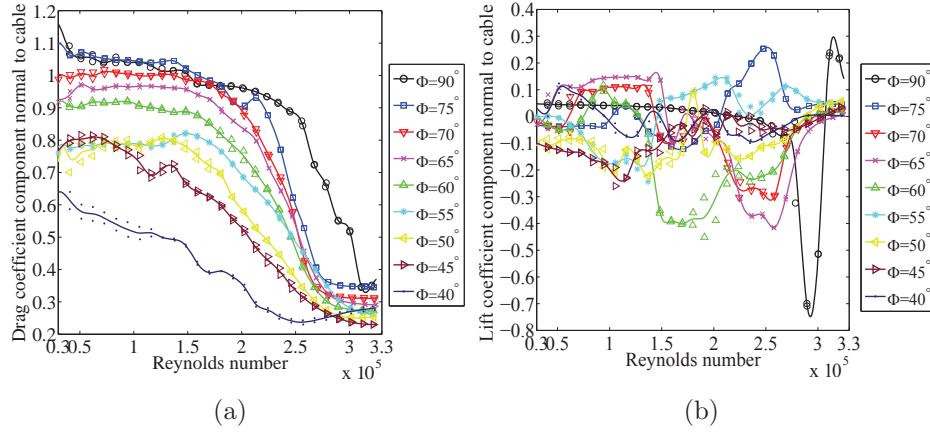 Drag coefficient component normal to cable
1.2
1.1
1
0.9
0.8
0.7
0.6
0.5
0.4
0.3
0.2
0.3 0.5 1 1.5 2 2.5 3 3.3
Reynolds number
x 10^5
Φ=90°
Φ=75°
Φ=70°
Φ=65°
Φ=60°
Φ=55°
Φ=50°
Φ=45°
Φ=40°
(a)
Lift coefficient component normal to cable
0.4
0.3
0.2
0.1
0
−0.1
−0.2
−0.3
−0.4
−0.5
−0.6
−0.7
−0.8
0.3 0.5 1 1.5 2 2.5 3 3.3
Reynolds number
x 10^5
Φ=90°
Φ=75°
Φ=70°
Φ=65°
Φ=60°
Φ=55°
Φ=50°
Φ=45°
Φ=40°
(b)